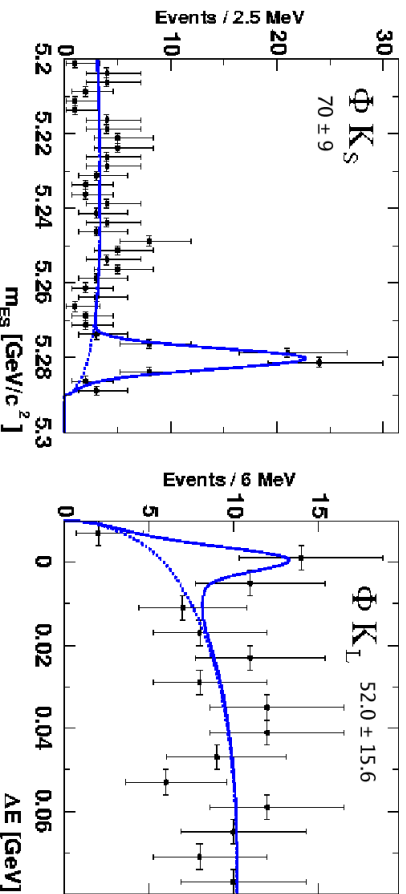 Events / 2.5 MeV
0
10
20
30
Φ K_S
70 ± 9
5.2
5.22
5.24
5.26
5.28
5.3
m_ES [GeV/c²]
Events / 6 MeV
0
5
10
15
Φ K_L
52.0 ± 15.6
0
0.02
0.04
0.06
ΔE [GeV]